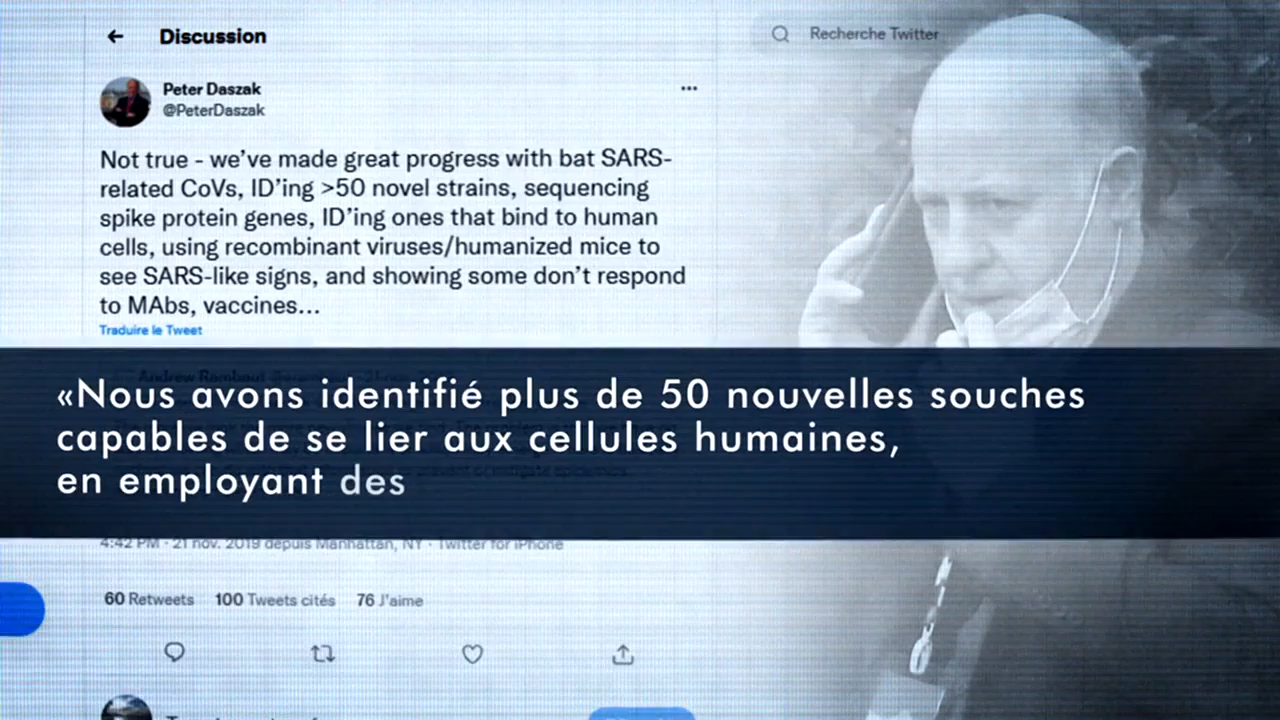 Discussion
Recherche Twitter
Peter Daszak
@PeterDaszak
Not true - we've made great progress with bat SARS-
related CoVs, ID'ing >50 novel strains, sequencing
spike protein genes, ID'ing ones that bind to human
cells, using recombinant viruses/humanized mice to
see SARS-like signs, and showing some don't respond
to MAbs, vaccines...
Traduire le Tweet
Andrew Rambaut
«Nous avons identifié plus de 50 nouvelles souches
capables de se lier aux cellules humaines,
en employant des
4:42 PM · 21 nov. 2019 depuis Manhattan, NY · Twitter for iPhone
60 Retweets 100 Tweets cités 76 J'aime